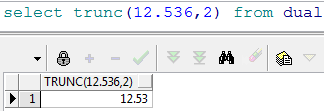 select trunc(12.536,2) from dual
TRUNC(12.536,2)
1 12.53